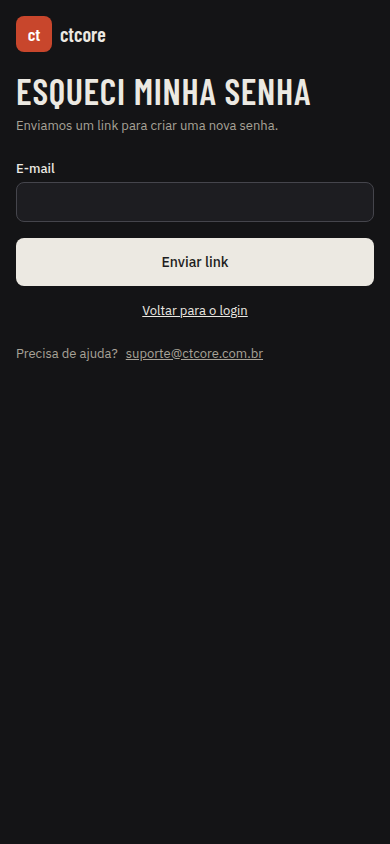 ct ctcore
ESQUECI MINHA SENHA
Enviamos um link para criar uma nova senha.
E-mail
Enviar link
Voltar para o login
Precisa de ajuda? suporte@ctcore.com.br